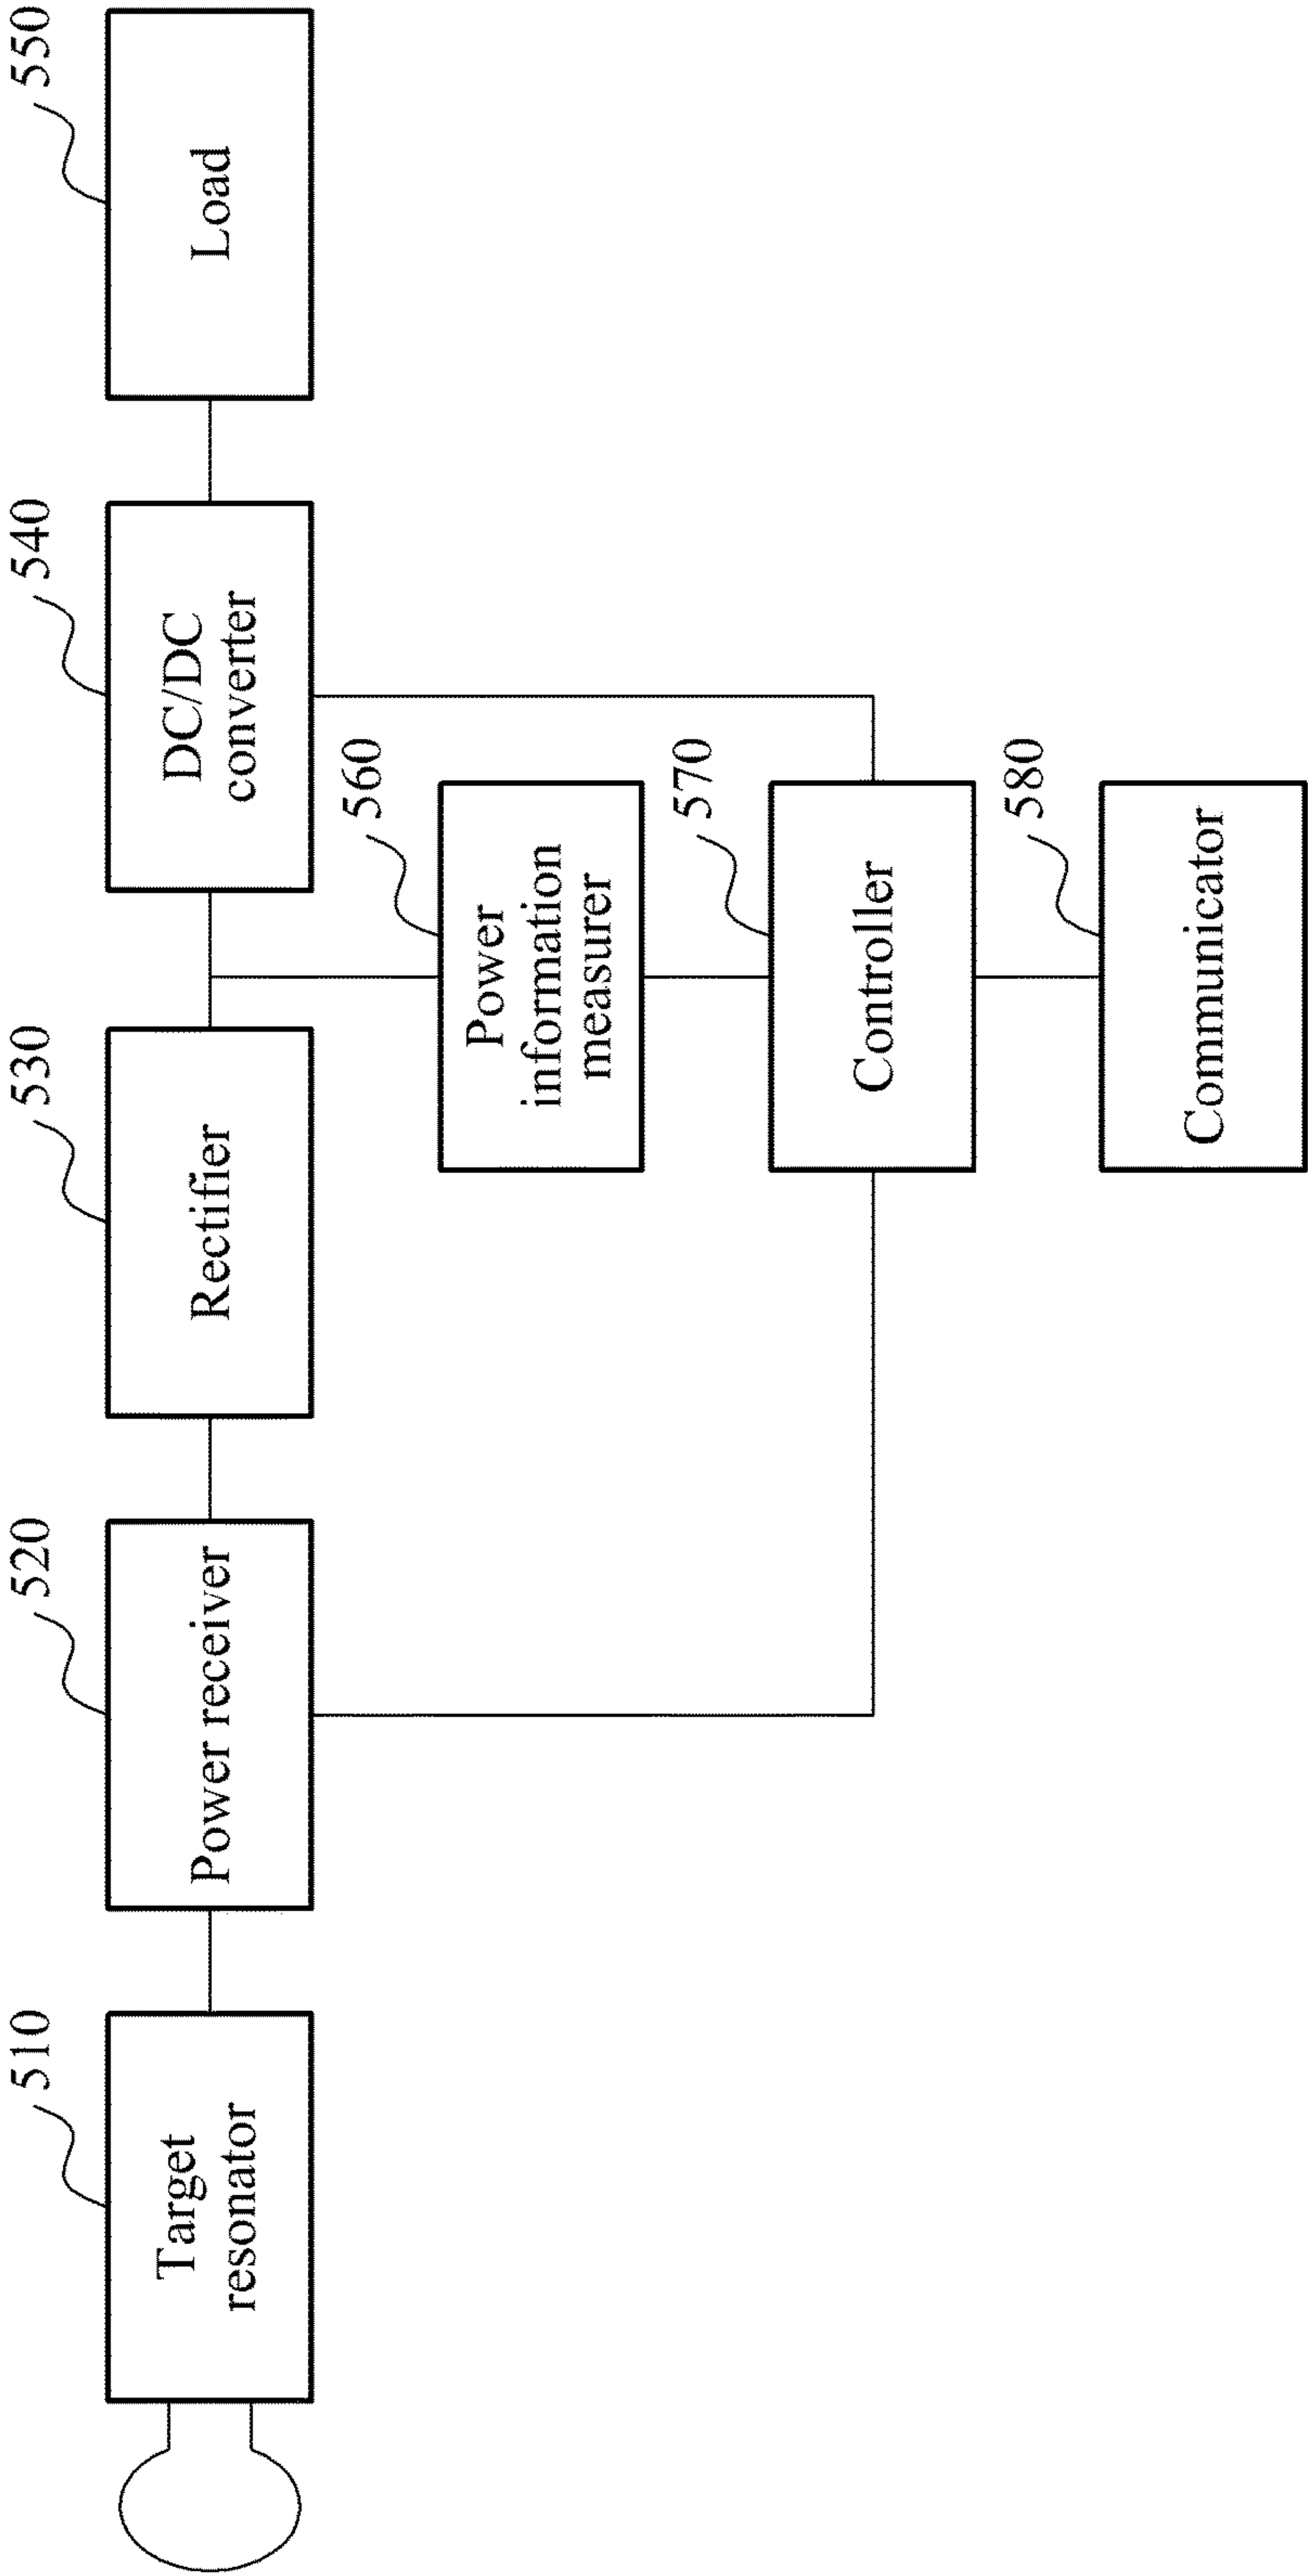 510
520
530
540
550
Target
resonator
Power receiver
Rectifier
DC/DC
converter
Load
560
Power
information
measurer
570
Controller
580
Communicator